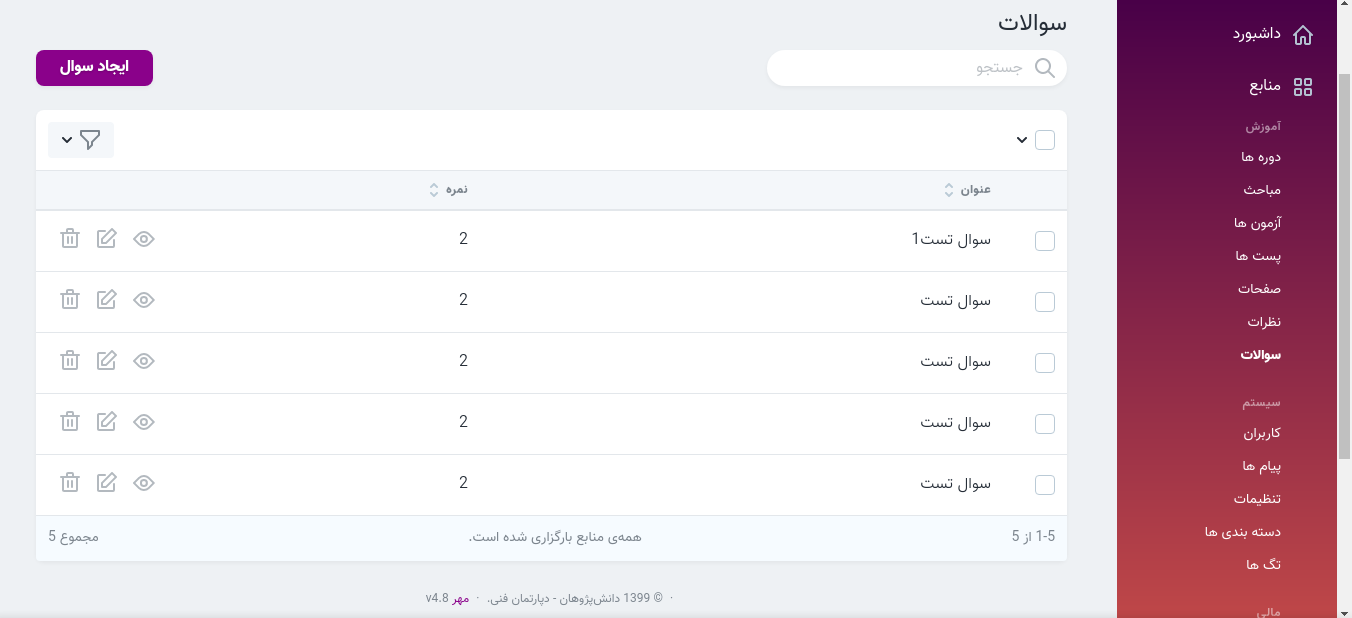 داشبورد
منابع
آموزش
دوره ها
مباحث
آزمون ها
پست ها
صفحات
نظرات
سوالات
سیستم
کاربران
پیام ها
تنظیمات
دسته بندی ها
تگ ها
مالی
سوالات
جستجو
ایجاد سوال
عنوان نمره
سوال تست1 2
سوال تست 2
سوال تست 2
سوال تست 2
سوال تست 2
1-5 از 5 همه‌ی منابع بارگزاری شده است. مجموع 5
· © 1399 دانش‌پژوهان - دپارتمان فنی. · مهر v4.8